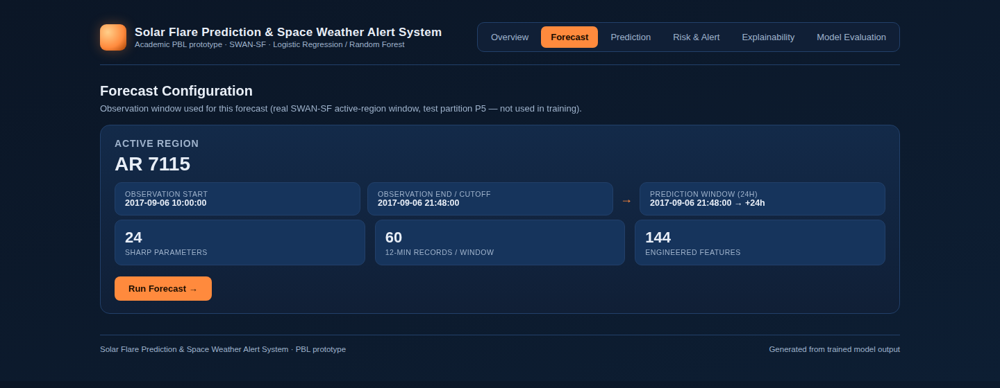 Solar Flare Prediction & Space Weather Alert System
Academic PBL prototype · SWAN-SF · Logistic Regression / Random Forest
Overview
Forecast
Prediction
Risk & Alert
Explainability
Model Evaluation
Forecast Configuration
Observation window used for this forecast (real SWAN-SF active-region window, test partition P5 — not used in training).
ACTIVE REGION
AR 7115
OBSERVATION START
2017-09-06 10:00:00
OBSERVATION END / CUTOFF
2017-09-06 21:48:00
→
PREDICTION WINDOW (24H)
2017-09-06 21:48:00 → +24h
24
SHARP PARAMETERS
60
12-MIN RECORDS / WINDOW
144
ENGINEERED FEATURES
Run Forecast →
Solar Flare Prediction & Space Weather Alert System · PBL prototype
Generated from trained model output